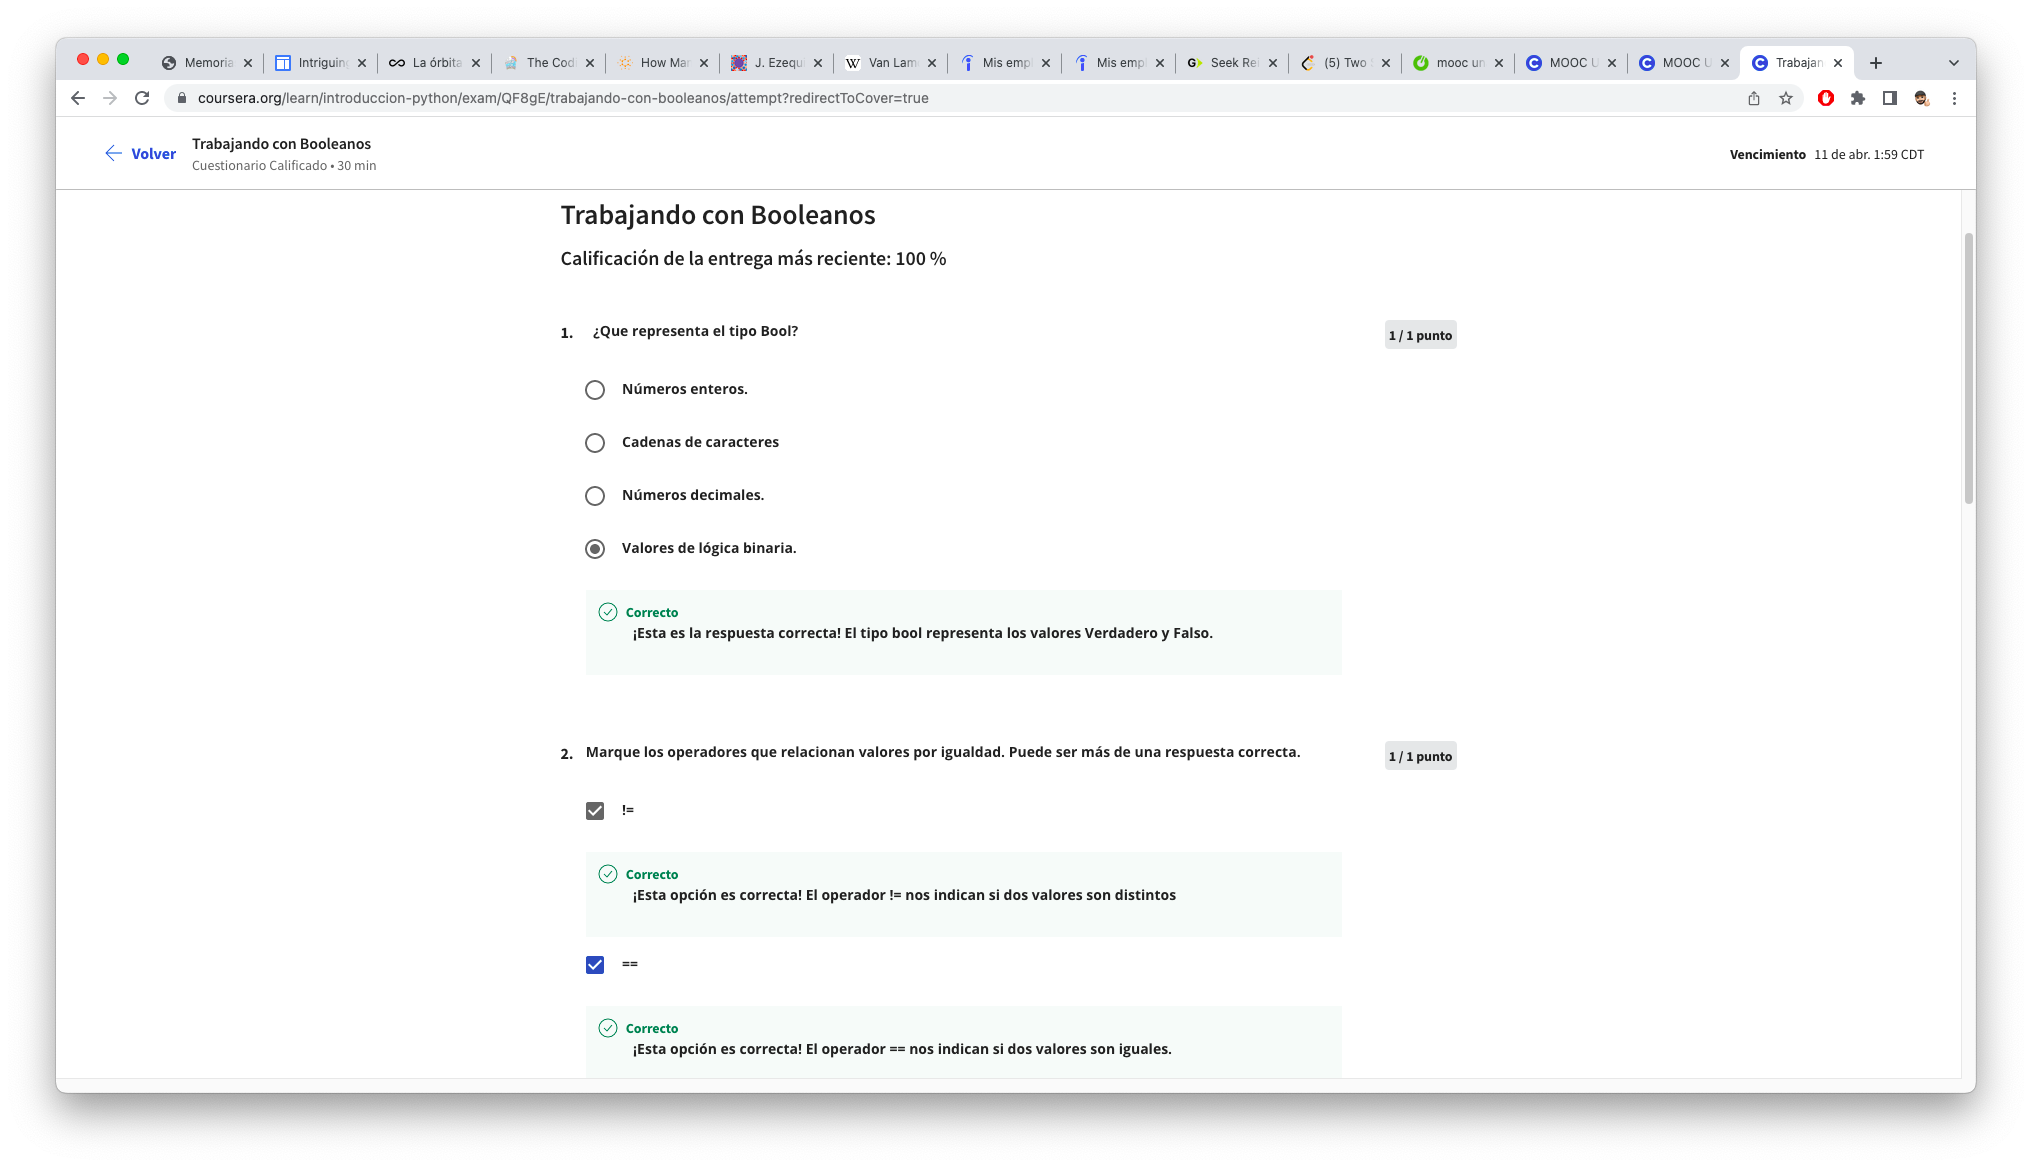 Memoria
Intriguin
La órbita
The Codi
How Man
J. Ezequi
Van Lam
Mis emp
Mis emp
Seek Re
(5) Two
mooc un
MOOC U
MOOC U
Trabajan
coursera.org/learn/introduccion-python/exam/QF8gE/trabajando-con-booleanos/attempt?redirectToCover=true
Volver
Trabajando con Booleanos
Cuestionario Calificado • 30 min
Vencimiento 11 de abr. 1:59 CDT
Trabajando con Booleanos
Calificación de la entrega más reciente: 100 %
1. ¿Que representa el tipo Bool?
1 / 1 punto
Números enteros.
Cadenas de caracteres
Números decimales.
Valores de lógica binaria.
Correcto
¡Esta es la respuesta correcta! El tipo bool representa los valores Verdadero y Falso.
2. Marque los operadores que relacionan valores por igualdad. Puede ser más de una respuesta correcta.
1 / 1 punto
!=
Correcto
¡Esta opción es correcta! El operador != nos indican si dos valores son distintos
==
Correcto
¡Esta opción es correcta! El operador == nos indican si dos valores son iguales.